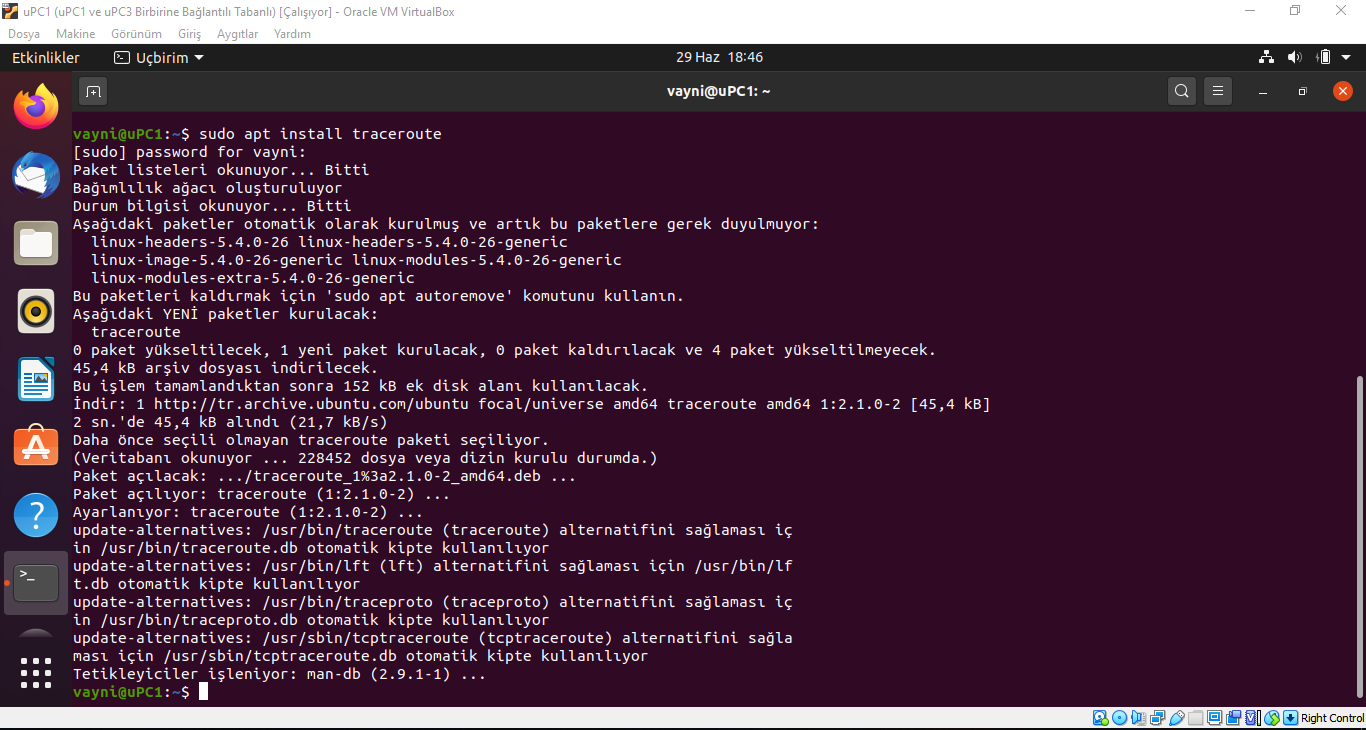 uPC1 (uPC1 ve uPC3 Birbirine Bağlantılı Tabanlı) [Çalışıyor] - Oracle VM VirtualBox
Dosya Makine Görünüm Giriş Aygıtlar Yardım
Etkinlikler Uçbirim 29 Haz 18:46
vayni@uPC1: ~
vayni@uPC1:~$ sudo apt install traceroute
[sudo] password for vayni:
Paket listeleri okunuyor... Bitti
Bağımlılık ağacı oluşturuluyor
Durum bilgisi okunuyor... Bitti
Aşağıdaki paketler otomatik olarak kurulmuş ve artık bu paketlere gerek duyulmuyor:
linux-headers-5.4.0-26 linux-headers-5.4.0-26-generic
linux-image-5.4.0-26-generic linux-modules-5.4.0-26-generic
linux-modules-extra-5.4.0-26-generic
Bu paketleri kaldırmak için 'sudo apt autoremove' komutunu kullanın.
Aşağıdaki YENİ paketler kurulacak:
traceroute
0 paket yükseltilecek, 1 yeni paket kurulacak, 0 paket kaldırılacak ve 4 paket yükseltilmeyecek.
45,4 kB arşiv dosyası indirilecek.
Bu işlem tamamlandıktan sonra 152 kB ek disk alanı kullanılacak.
İndir: 1 http://tr.archive.ubuntu.com/ubuntu focal/universe amd64 traceroute amd64 1:2.1.0-2 [45,4 kB]
2 sn.'de 45,4 kB alındı (21,7 kB/s)
Daha önce seçili olmayan traceroute paketi seçiliyor.
(Veritabanı okunuyor ... 228452 dosya veya dizin kurulu durumda.)
Paket açılacak: .../traceroute_1%3a2.1.0-2_amd64.deb ...
Paket açılıyor: traceroute (1:2.1.0-2) ...
Ayarlanıyor: traceroute (1:2.1.0-2) ...
update-alternatives: /usr/bin/traceroute (traceroute) alternatifini sağlaması iç
in /usr/bin/traceroute.db otomatik kipte kullanılıyor
update-alternatives: /usr/bin/lft (lft) alternatifini sağlaması için /usr/bin/lf
t.db otomatik kipte kullanılıyor
update-alternatives: /usr/bin/traceproto (traceproto) alternatifini sağlaması iç
in /usr/bin/traceproto.db otomatik kipte kullanılıyor
update-alternatives: /usr/sbin/tcptraceroute (tcptraceroute) alternatifini sağla
ması için /usr/sbin/tcptraceroute.db otomatik kipte kullanılıyor
Tetikleyiciler işleniyor: man-db (2.9.1-1) ...
vayni@uPC1:~$
Right Control